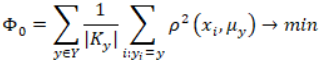 Φ₀ = ∑_{y∈Y} 1/|K_y| ∑_{i:y_i=y} ρ²(x_i, μ_y) → min